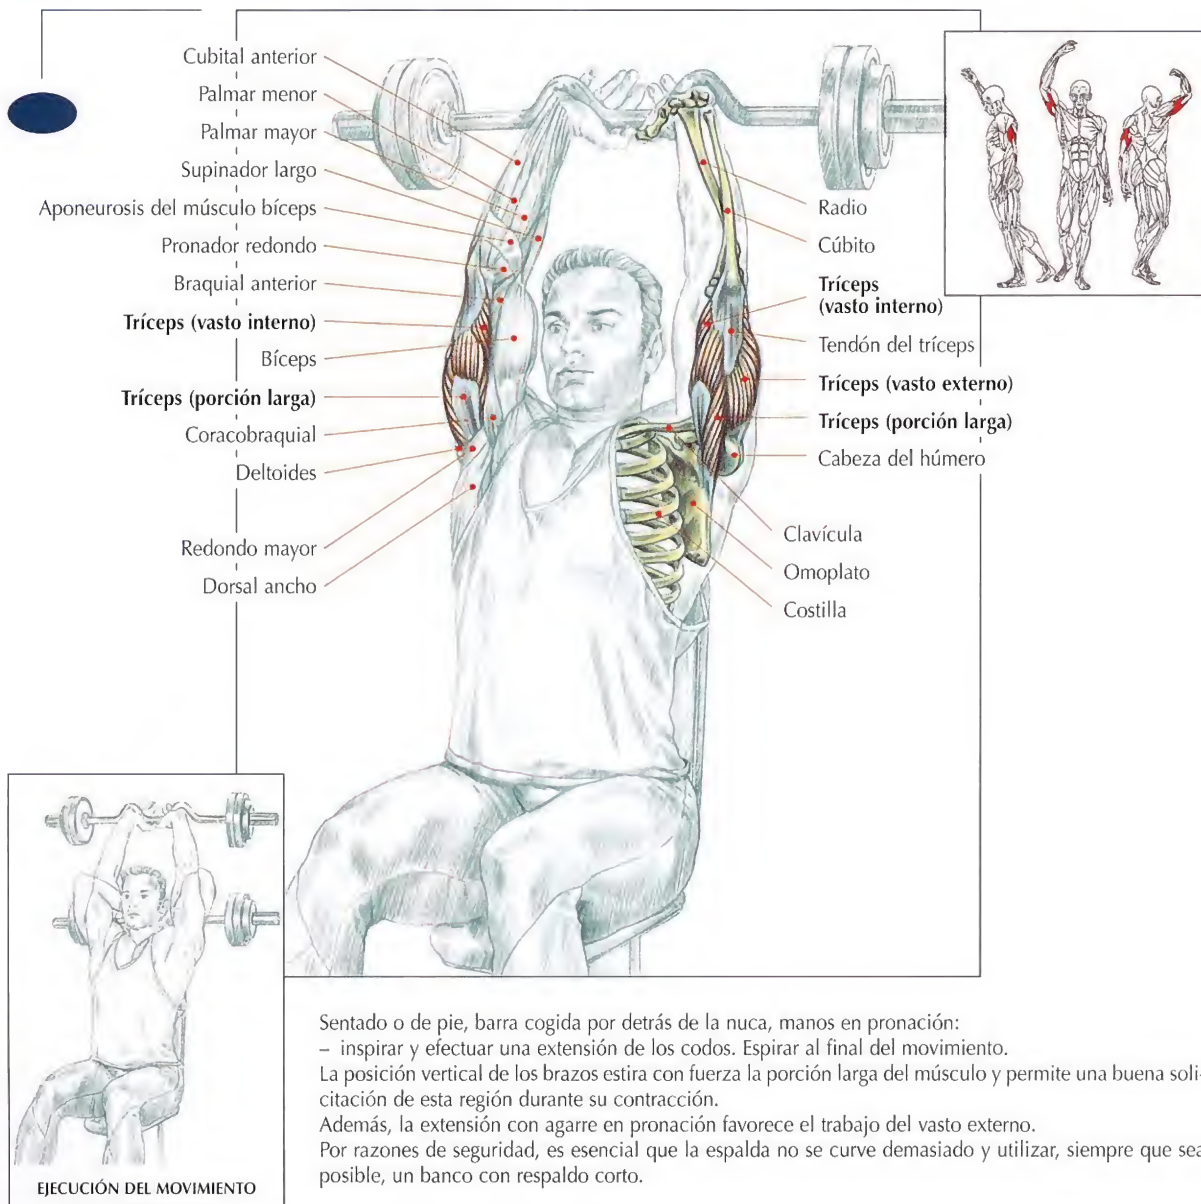 Cubital anterior
Palmar menor
Palmar mayor
Supinador largo
Aponeurosis del músculo bíceps
Pronador redondo
Braquial anterior
Tríceps (vasto interno)
Bíceps
Tríceps (porción larga)
Coracobraquial
Deltoides
Redondo mayor
Dorsal ancho
Radio
Cúbito
Tríceps
(vasto interno)
Tendón del tríceps
Tríceps (vasto externo)
Tríceps (porción larga)
Cabeza del húmero
Clavícula
Omoplato
Costilla
EJECUCIÓN DEL MOVIMIENTO
Sentado o de pie, barra cogida por detrás de la nuca, manos en pronación:
– inspirar y efectuar una extensión de los codos. Espirar al final del movimiento.
La posición vertical de los brazos estira con fuerza la porción larga del músculo y permite una buena soli-
citación de esta región durante su contracción.
Además, la extensión con agarre en pronación favorece el trabajo del vasto externo.
Por razones de seguridad, es esencial que la espalda no se curve demasiado y utilizar, siempre que sea
posible, un banco con respaldo corto.